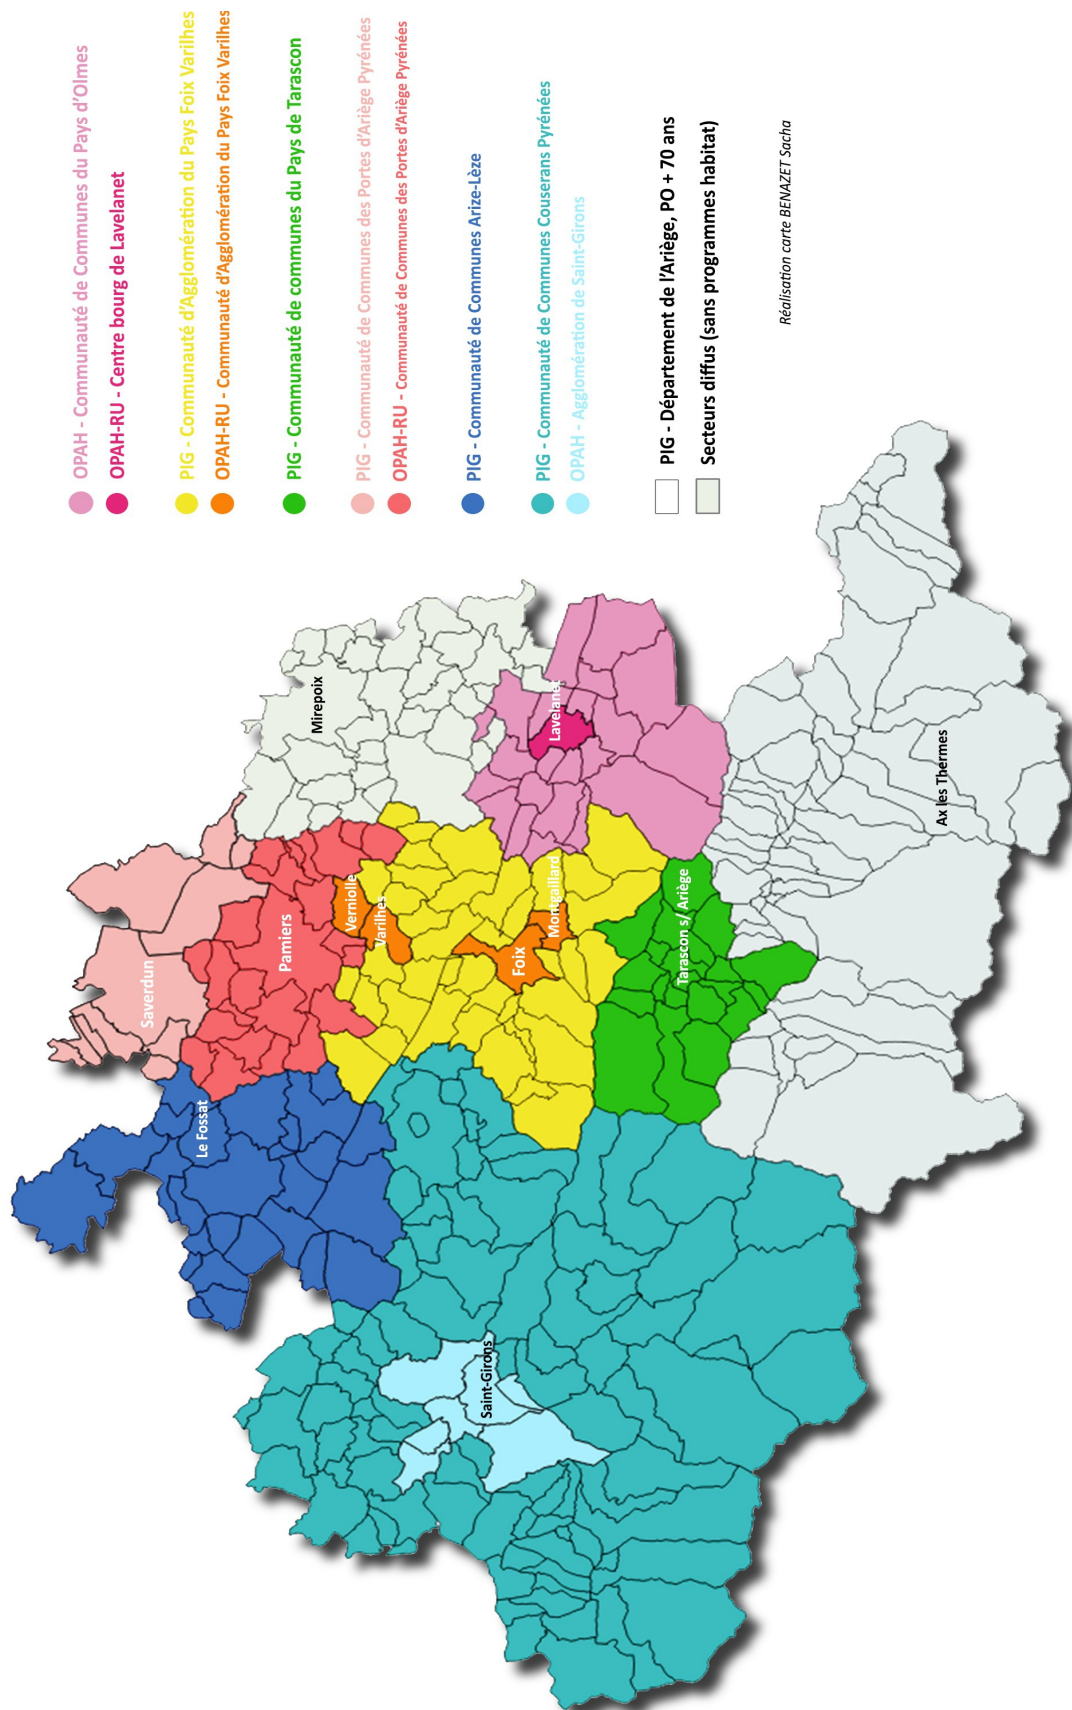 OPAH - Communauté de Communes du Pays d'Olmes
OPAH-RU - Centre bourg de Lavelanet
PIG - Communauté d'Agglomération du Pays Foix Varilhes
OPAH-RU - Communauté d'Agglomération du Pays Foix Varilhes
PIG - Communauté de communes du Pays de Tarascon
PIG - Communauté de Communes des Portes d'Ariège Pyrénées
OPAH-RU - Communauté de Communes des Portes d'Ariège Pyrénées
PIG - Communauté de Communes Arize-Lèze
PIG - Communauté de Communes Couserans Pyrénées
OPAH - Agglomération de Saint-Girons
PIG - Département de l'Ariège, PO + 70 ans
Secteurs diffus (sans programmes habitat)
Réalisation carte BENAZET Sacha
Saverdun
Le Fossat
Pamiers
Mirepoix
Verniolle
Varilhes
Saint-Girons
Foix
Montgaillard
Lavelanet
Tarascon s/ Ariège
Ax les Thermes